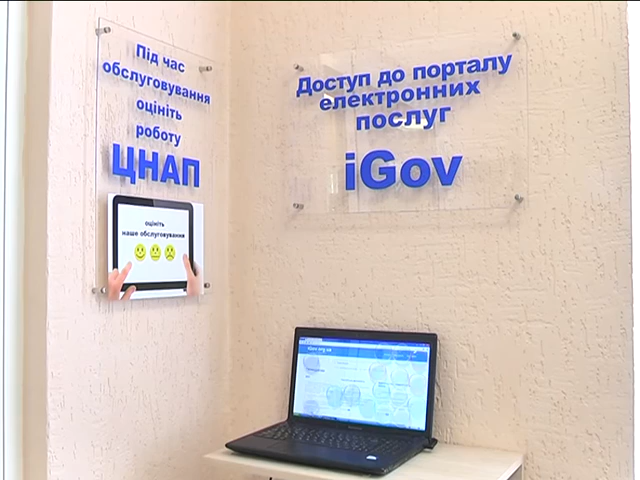 Під час
обслуговування
оцініть
роботу
ЦНАП
оцініть
наше обслуговування
Доступ до порталу
електронних
послуг
iGov